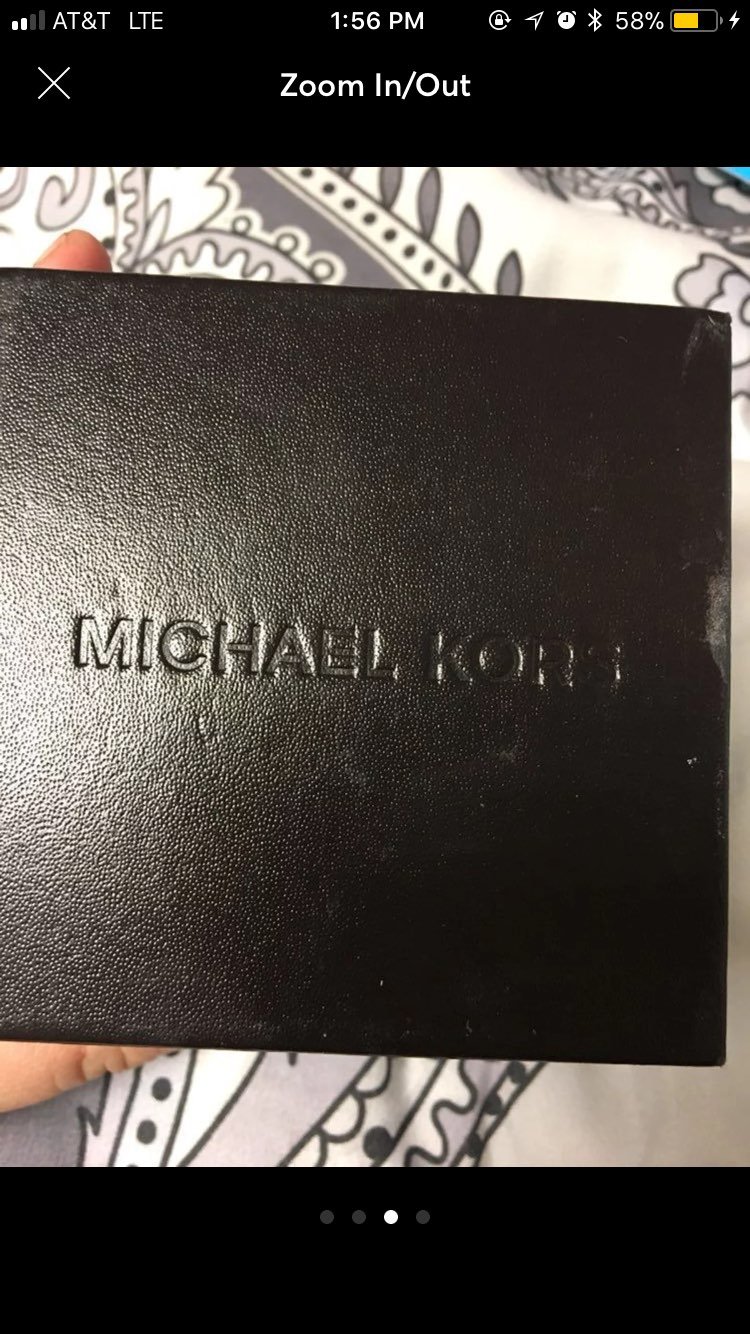 AT&T LTE 1:56 PM 58%
Zoom In/Out
MICHAEL KORS